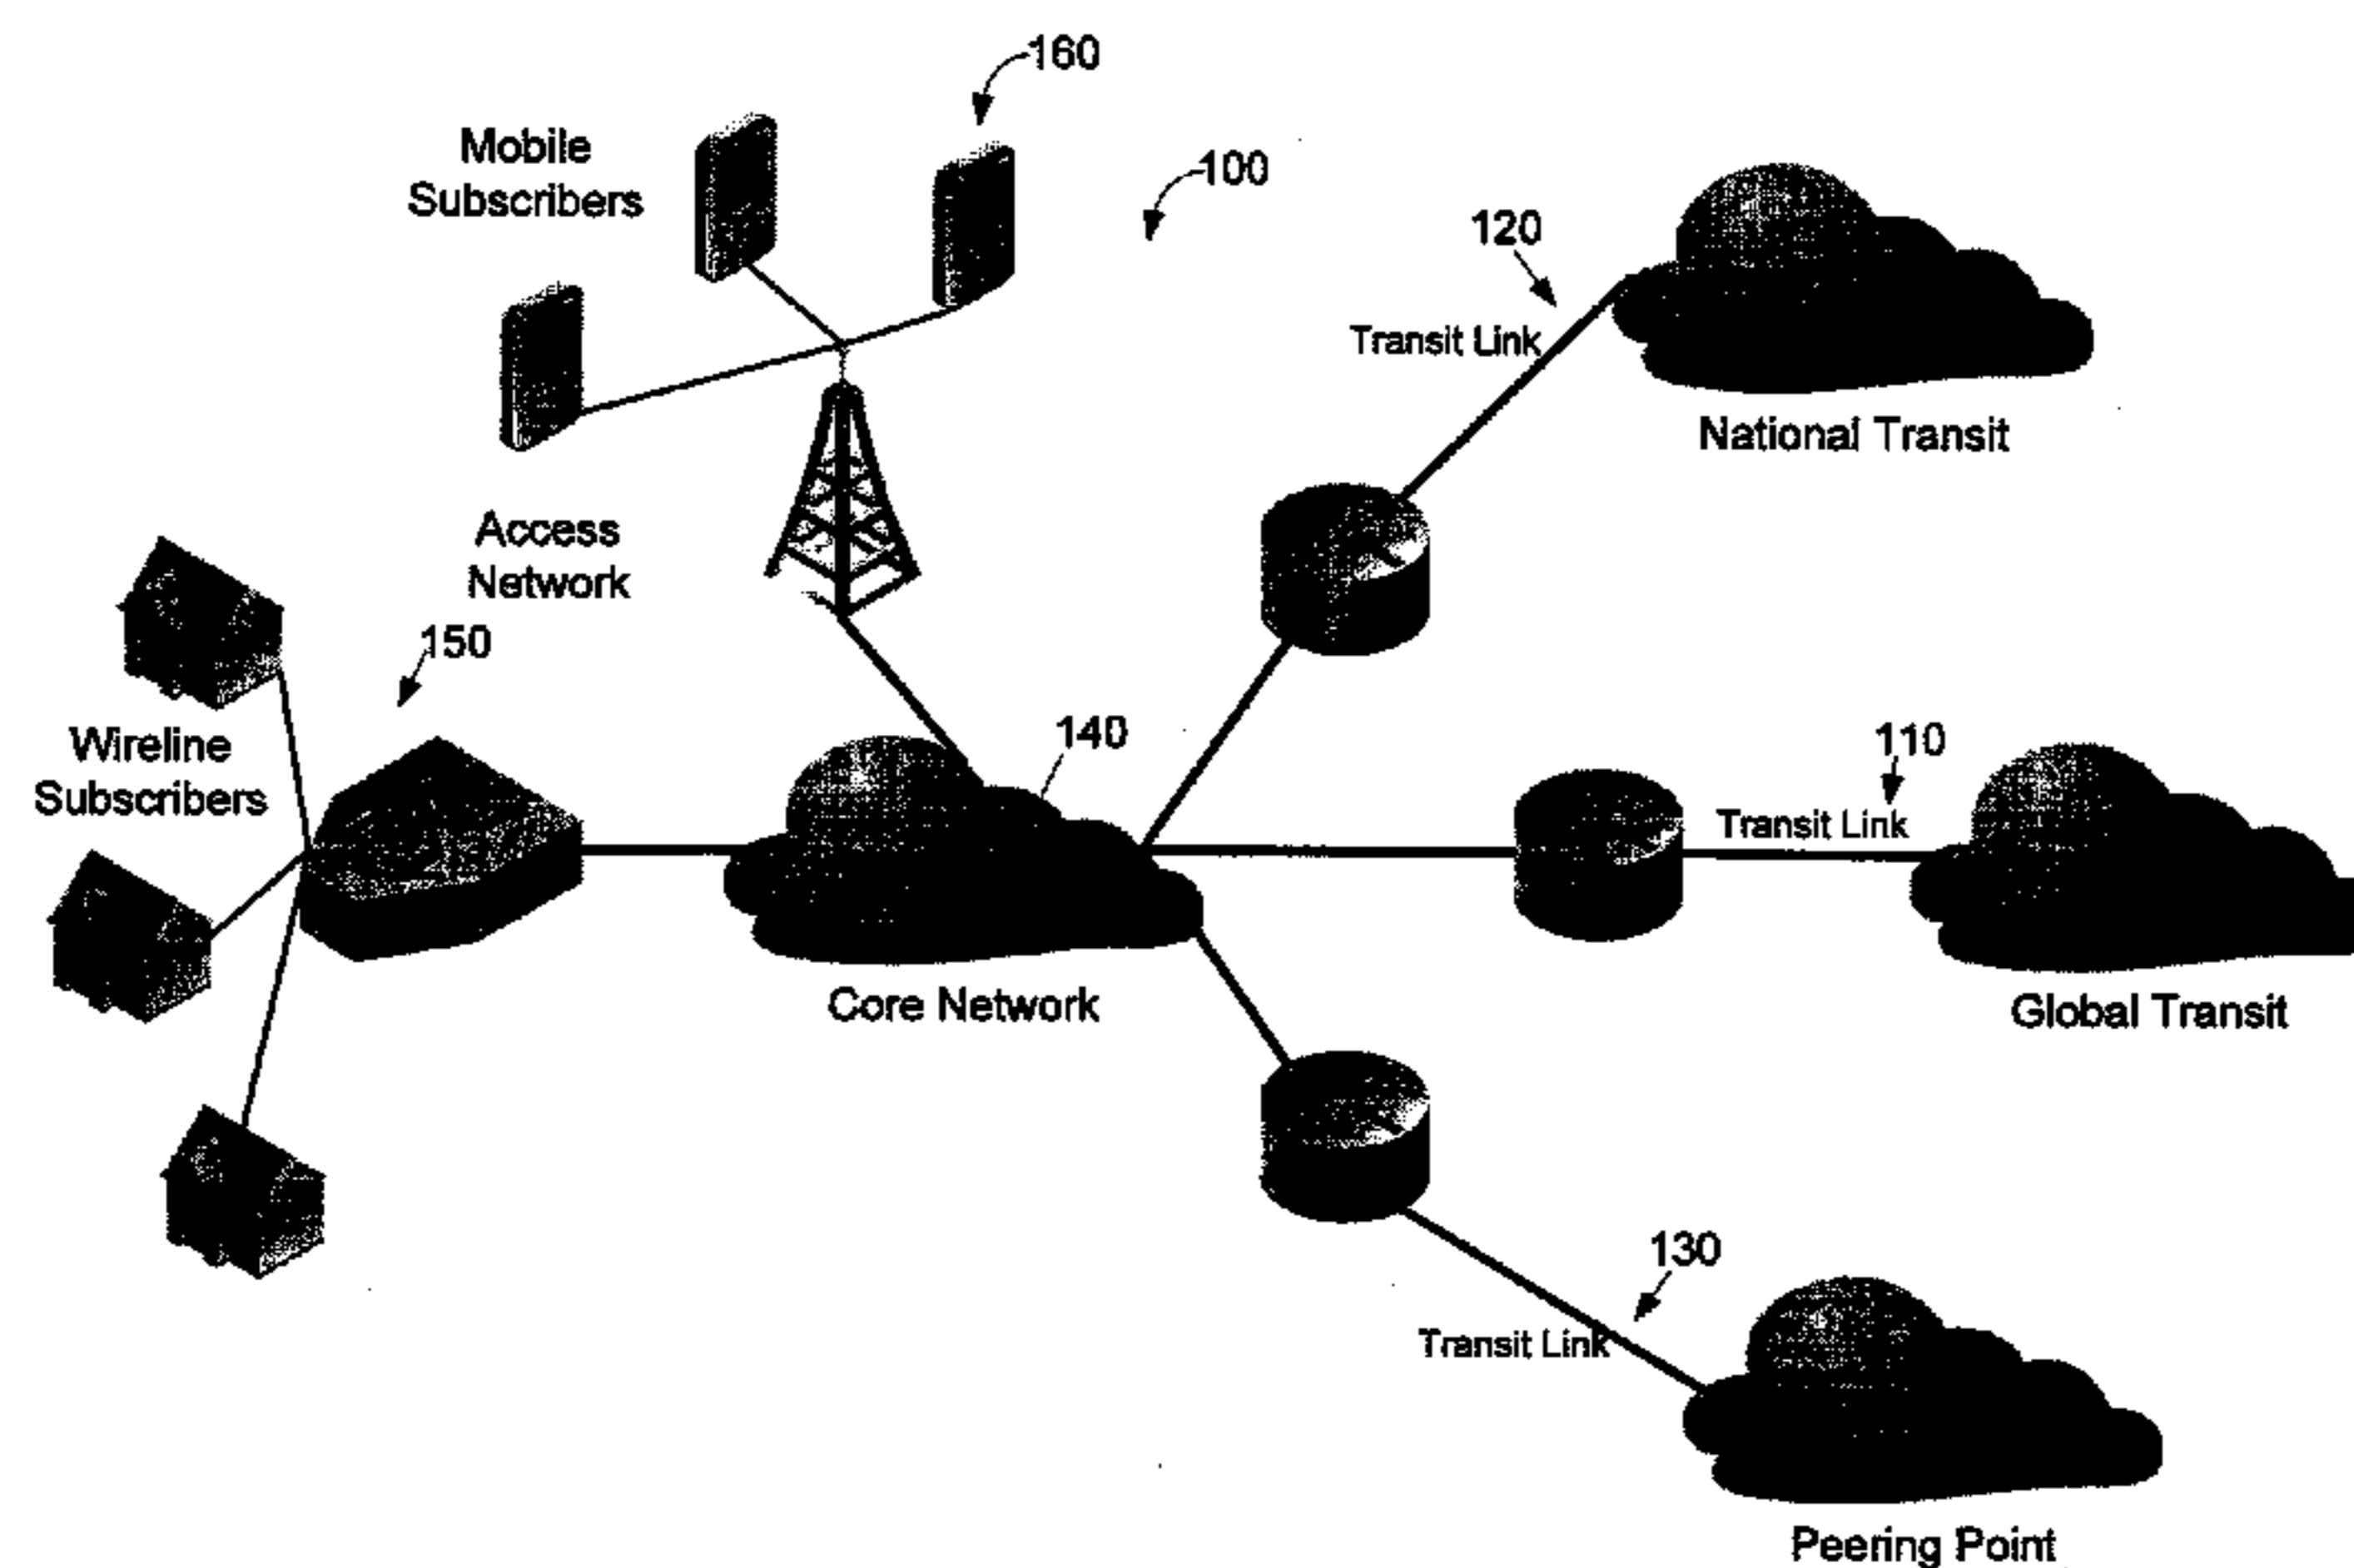 160
Mobile
Subscribers
100
120
Transit Link
National Transit
Access
Network
150
Wireline
Subscribers
140
110
Transit Link
Core Network
Global Transit
130
Transit Link
Peering Point